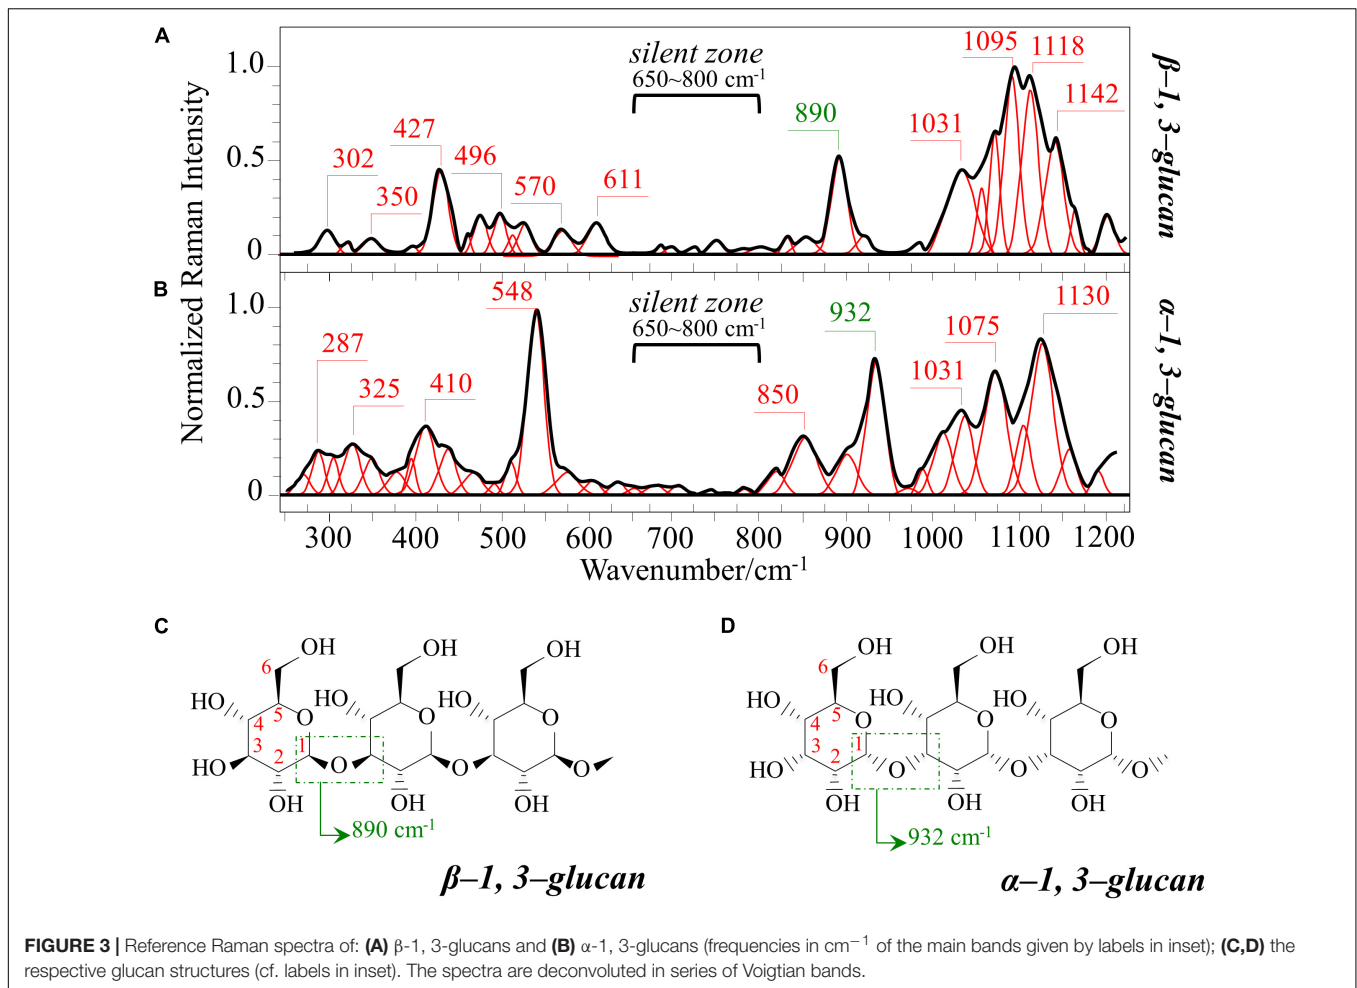 A
Normalized Raman Intensity
1.0
0.5
0
302
350
427
496
570
611
silent zone
650~800 cm-1
890
1031
1095
1118
1142
β–1, 3–glucan
B
1.0
0.5
0
287
325
410
548
silent zone
650~800 cm-1
850
932
1031
1075
1130
α–1, 3–glucan
300 400 500 600 700 800 900 1000 1100 1200
Wavenumber/cm-1
C
OH
6
HO
5
O
4
3
2
1
HO
OH
O
OH
HO
O
OH
O
OH
HO
O
OH
O
890 cm-1
β–1, 3–glucan
D
OH
6
HO
5
O
4
3
2
1
HO
OH
O
OH
HO
O
OH
O
OH
HO
O
OH
O
932 cm-1
α–1, 3–glucan
FIGURE 3 | Reference Raman spectra of: (A) β-1, 3-glucans and (B) α-1, 3-glucans (frequencies in cm−1 of the main bands given by labels in inset); (C,D) the
respective glucan structures (cf. labels in inset). The spectra are deconvoluted in series of Voigtian bands.